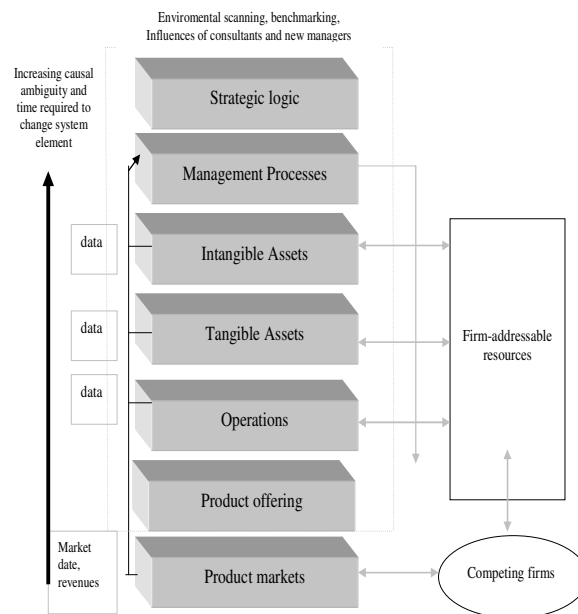 Enviromental scanning, benchmarking,
Influences of consultants and new managers
Increasing causal
ambiguity and
time required to
change system
element
Strategic logic
Management Processes
data
Intangible Assets
data
Tangible Assets
Firm-addressable
resources
data
Operations
Product offering
Market
date,
revenues
Product markets
Competing firms